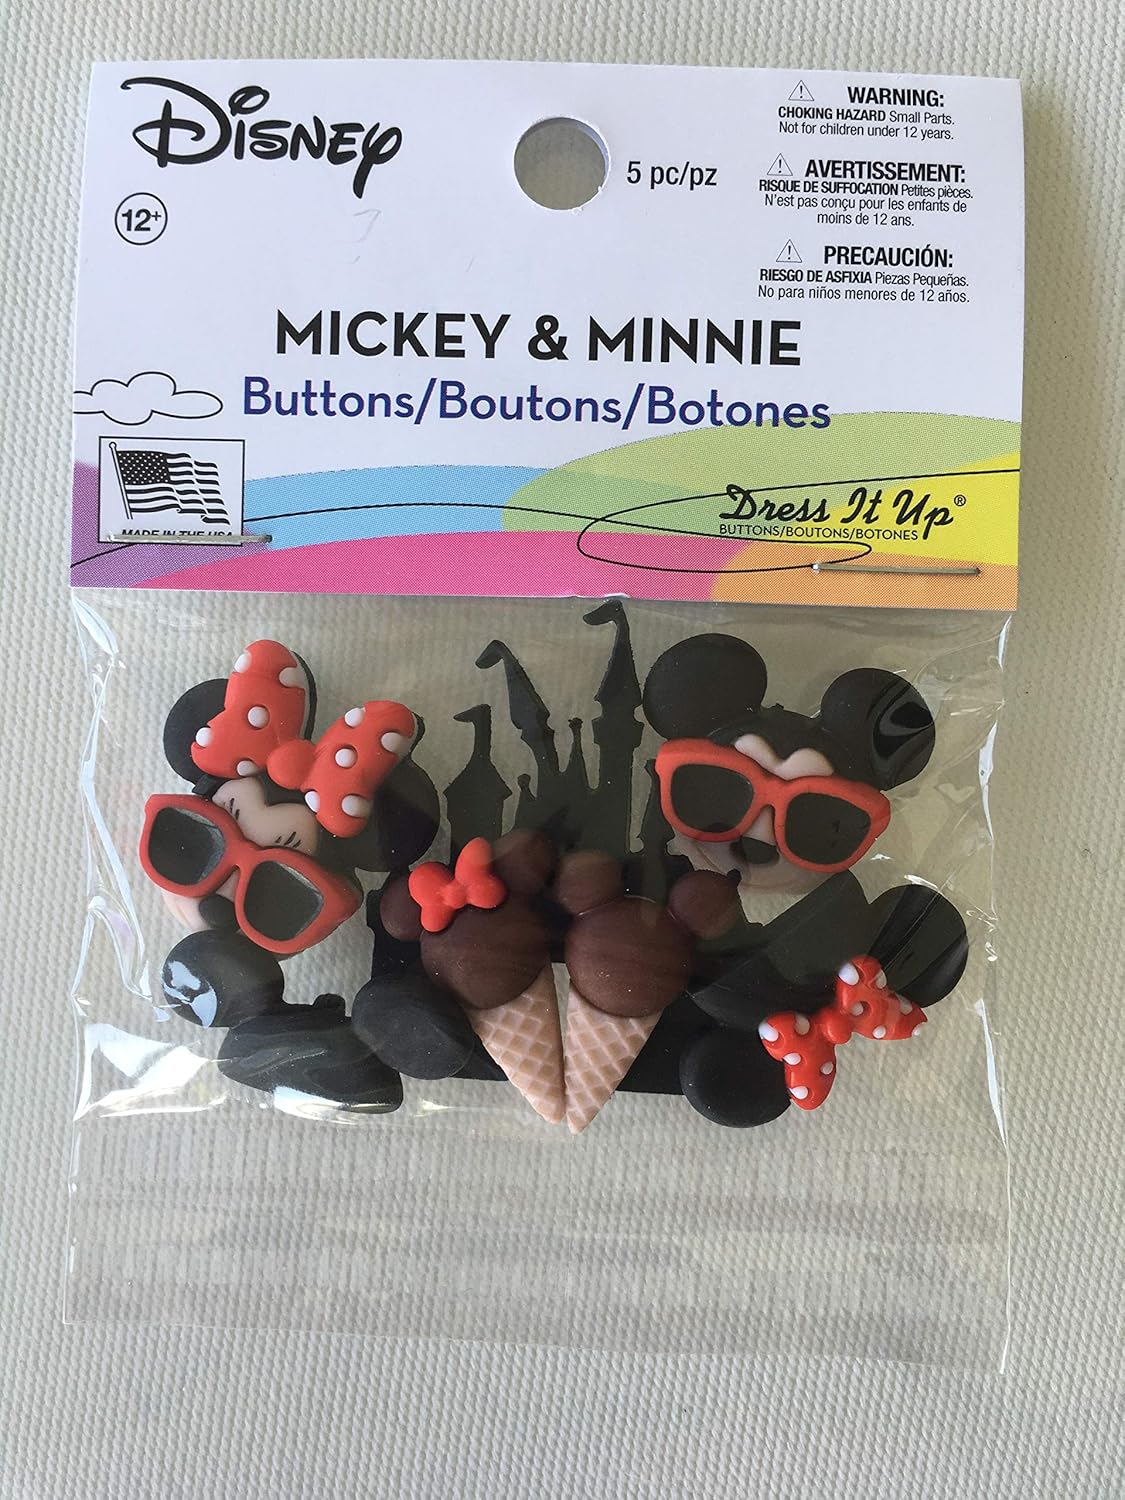 Disney
12+
5 pc/pz
WARNING:
CHOKING HAZARD Small Parts.
Not for children under 12 years.
AVERTISSEMENT:
RISQUE DE SUFFOCATION Petites pièces.
N'est pas conçu pour les enfants de
moins de 12 ans.
PRECAUCIÓN:
RIESGO DE ASFIXIA Piezas Pequeñas.
No para niños menores de 12 años.
MICKEY & MINNIE
Buttons/Boutons/Botones
MADE IN THE USA
Dress It Up®
BUTTONS/BOUTONS/BOTONES